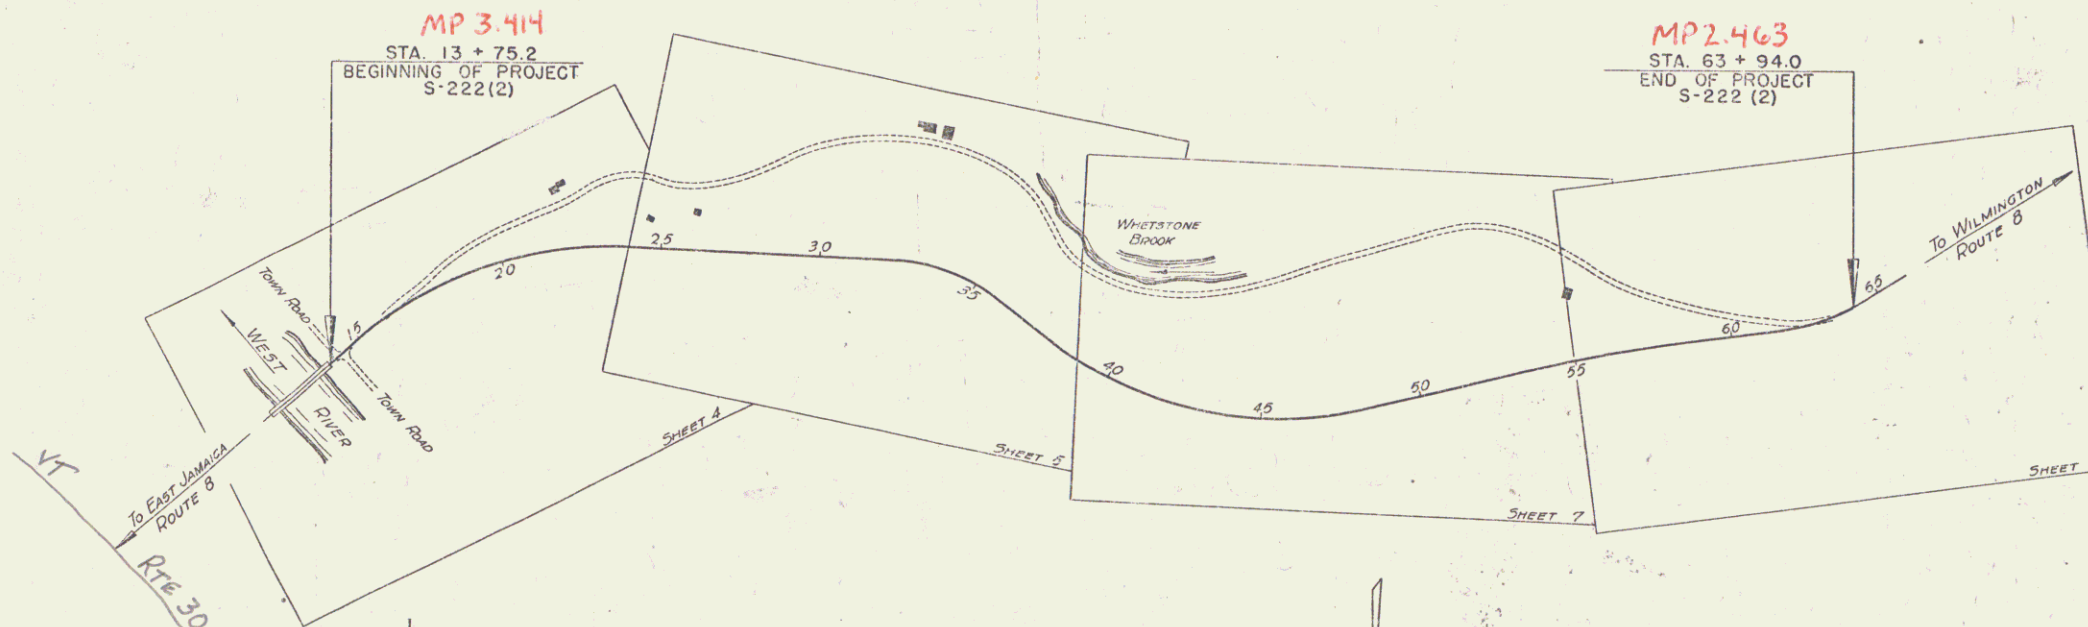 MP 3.414
STA. 13 + 75.2
BEGINNING OF PROJECT
S-222(2)
MP 2.463
STA. 63 + 94.0
END OF PROJECT
S-222 (2)
TO WILMINGTON
ROUTE 8
WHETSTONE
BROOK
15
20
25
30
35
40
45
50
55
60
65
TOWN ROAD
WEST
RIVER
TOWN ROAD
TO EAST JAMAICA
ROUTE 8
VT
RTE 30
SHEET 4
SHEET 5
SHEET 7
SHEET